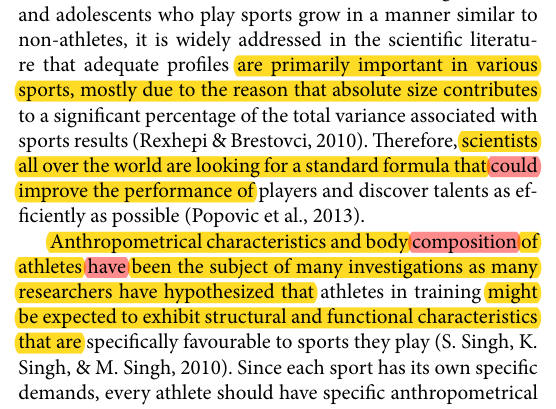 and adolescents who play sports grow in a manner similar to
non-athletes, it is widely addressed in the scientific literatu-
re that adequate profiles are primarily important in various
sports, mostly due to the reason that absolute size contributes
to a significant percentage of the total variance associated with
sports results (Rexhepi & Brestovci, 2010). Therefore, scientists
all over the world are looking for a standard formula that could
improve the performance of players and discover talents as ef-
ficiently as possible (Popovic et al., 2013).
Anthropometrical characteristics and body composition of
athletes have been the subject of many investigations as many
researchers have hypothesized that athletes in training might
be expected to exhibit structural and functional characteristics
that are specifically favourable to sports they play (S. Singh, K.
Singh, & M. Singh, 2010). Since each sport has its own specific
demands, every athlete should have specific anthropometrical